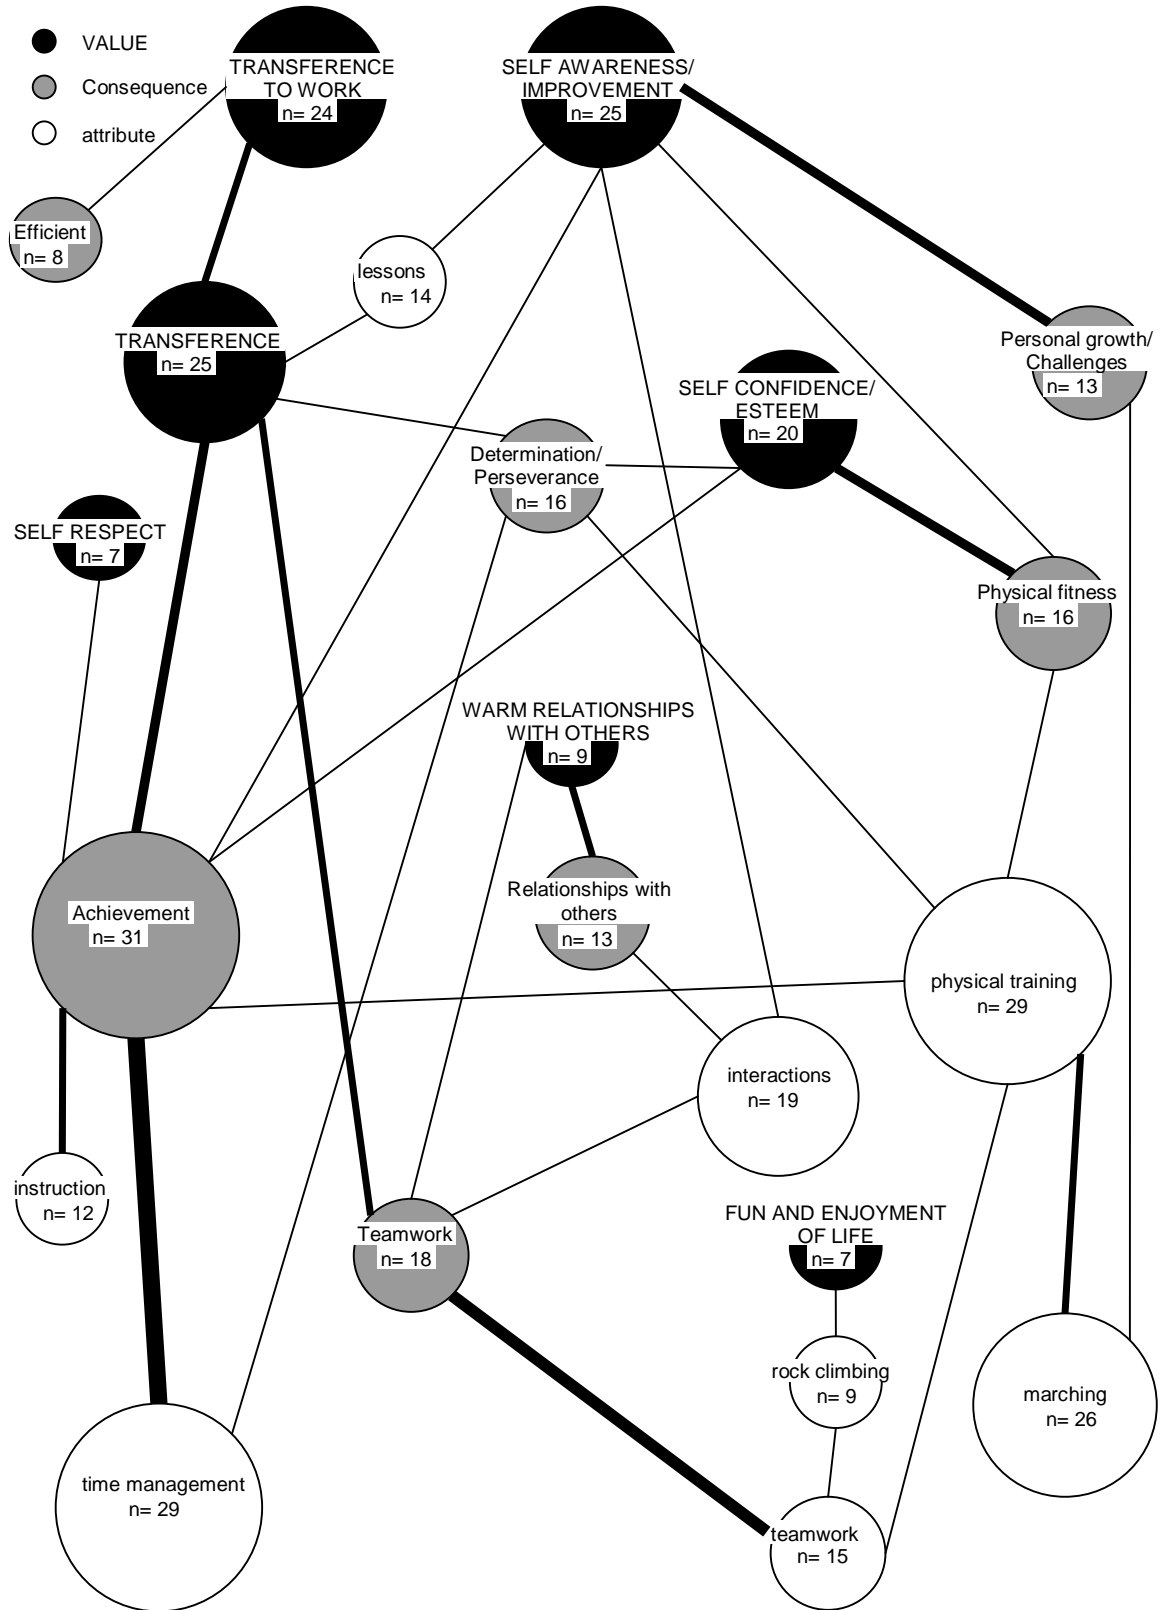 VALUE
Consequence
attribute
TRANSFERENCE
TO WORK
n= 24
SELF AWARENESS/
IMPROVEMENT
n= 25
Efficient
n= 8
lessons
n= 14
TRANSFERENCE
n= 25
Personal growth/
Challenges
n= 13
SELF CONFIDENCE/
ESTEEM
n= 20
Determination/
Perseverance
n= 16
SELF RESPECT
n= 7
Physical fitness
n= 16
WARM RELATIONSHIPS
WITH OTHERS
n= 9
Achievement
n= 31
Relationships with
others
n= 13
physical training
n= 29
interactions
n= 19
instruction
n= 12
Teamwork
n= 18
FUN AND ENJOYMENT
OF LIFE
n= 7
rock climbing
n= 9
marching
n= 26
time management
n= 29
teamwork
n= 15